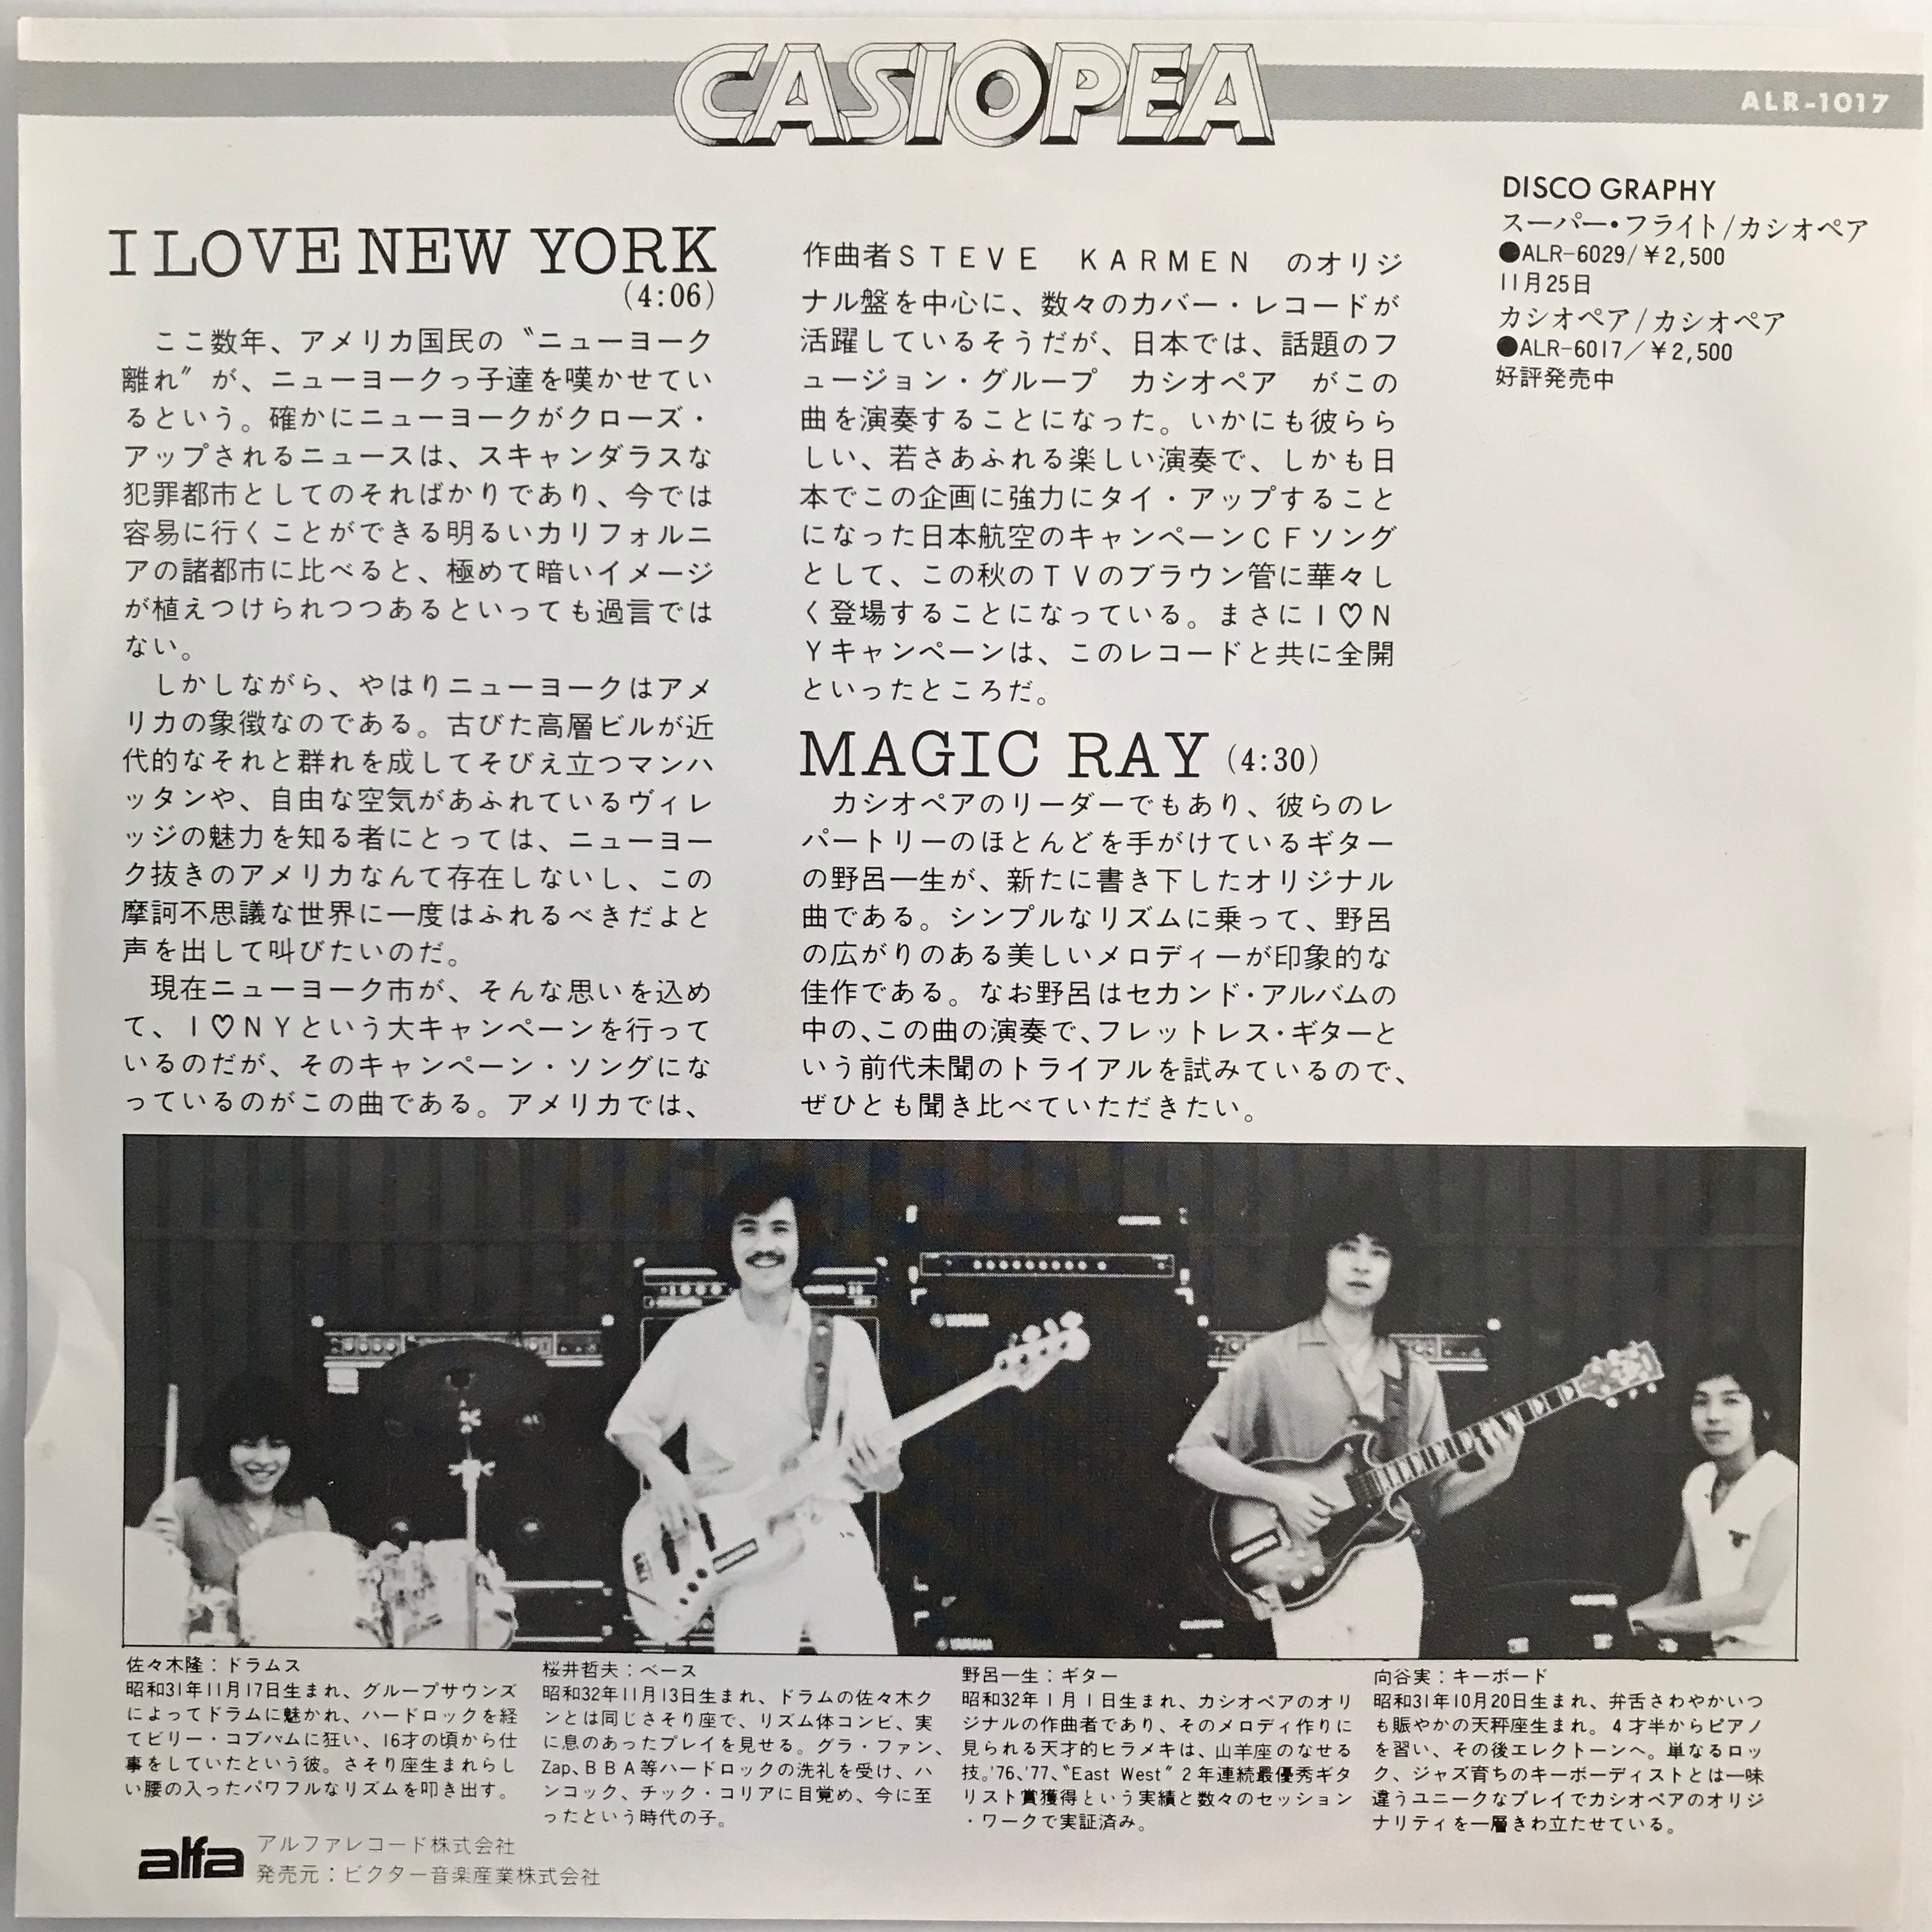 CASIOPEA
ALR-1017
I LOVE NEW YORK
(4:06)
ここ数年、アメリカ国民の〝ニューヨーク
離れ〞が、ニューヨークっ子達を嘆かせてい
るという。確かにニューヨークがクローズ・
アップされるニュースは、スキャンダラスな
犯罪都市としてのそればかりであり、今では
容易に行くことができる明るいカリフォルニ
アの諸都市に比べると、極めて暗いイメージ
が植えつけられつつあるといっても過言では
ない。
しかしながら、やはりニューヨークはアメ
リカの象徴なのである。古びた高層ビルが近
代的なそれと群れを成してそびえ立つマンハ
ッタンや、自由な空気があふれているヴィレ
ッジの魅力を知る者にとっては、ニューヨー
ク抜きのアメリカなんて存在しないし、この
摩訶不思議な世界に一度はふれるべきだよと
声を出して叫びたいのだ。
現在ニューヨーク市が、そんな思いを込め
て、I♡NYという大キャンペーンを行って
いるのだが、そのキャンペーン・ソングにな
っているのがこの曲である。アメリカでは、
作曲者STEVE KARMEN のオリジ
ナル盤を中心に、数々のカバー・レコードが
活躍しているそうだが、日本では、話題のフ
ュージョン・グループ カシオペア がこの
曲を演奏することになった。いかにも彼らら
しい、若さあふれる楽しい演奏で、しかも日
本でこの企画に強力にタイ・アップすること
になった日本航空のキャンペーンCFソング
として、この秋のTVのブラウン管に華々し
く登場することになっている。まさにI♡N
Yキャンペーンは、このレコードと共に全開
といったところだ。
MAGIC RAY (4:30)
カシオペアのリーダーでもあり、彼らのレ
パートリーのほとんどを手がけているギター
の野呂一生が、新たに書き下したオリジナル
曲である。シンプルなリズムに乗って、野呂
の広がりのある美しいメロディーが印象的な
佳作である。なお野呂はセカンド・アルバムの
中の、この曲の演奏で、フレットレス・ギターと
いう前代未聞のトライアルを試みているので、
ぜひとも聞き比べていただきたい。
DISCO GRAPHY
スーパー・フライト/カシオペア
●ALR-6029/¥2,500
11月25日
カシオペア/カシオペア
●ALR-6017/¥2,500
好評発売中
YAMAHA
YAMAHA
佐々木隆：ドラムス
昭和31年11月17日生まれ、グループサウンズ
によってドラムに魅かれ、ハードロックを経
てビリー・コブハムに狂い、16才の頃から仕
事をしていたという彼。さそり座生まれらし
い腰の入ったパワフルなリズムを叩き出す。
桜井哲夫：ベース
昭和32年11月13日生まれ、ドラムの佐々木ク
ンとは同じさそり座で、リズム体コンビ、実
に息のあったプレイを見せる。グラ・ファン、
Zap、BBA等ハードロックの洗礼を受け、ハ
ンコック、チック・コリアに目覚め、今に至
ったという時代の子。
野呂一生：ギター
昭和32年1月1日生まれ、カシオペアのオリ
ジナルの作曲者であり、そのメロディ作りに
見られる天才的ヒラメキは、山羊座のなせる
技。'76、'77、〝East West〞2年連続最優秀ギタ
リスト賞獲得という実績と数々のセッション
・ワークで実証済み。
向谷実：キーボード
昭和31年10月20日生まれ、弁舌さわやかいつ
も賑やかの天秤座生まれ。4才半からピアノ
を習い、その後エレクトーンへ。単なるロッ
ク、ジャズ育ちのキーボーディストとは一味
違うユニークなプレイでカシオペアのオリジ
ナリティを一層きわ立たせている。
alfa
アルファレコード株式会社
発売元：ビクター音楽産業株式会社